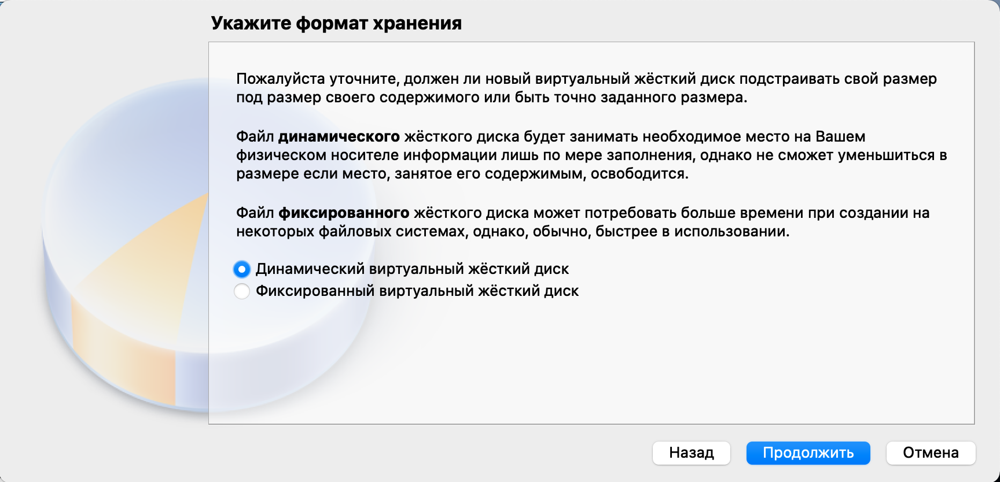 Укажите формат хранения
Пожалуйста уточните, должен ли новый виртуальный жёсткий диск подстраивать свой размер
под размер своего содержимого или быть точно заданного размера.
Файл динамического жёсткого диска будет занимать необходимое место на Вашем
физическом носителе информации лишь по мере заполнения, однако не сможет уменьшиться в
размере если место, занятое его содержимым, освободится.
Файл фиксированного жёсткого диска может потребовать больше времени при создании на
некоторых файловых системах, однако, обычно, быстрее в использовании.
Динамический виртуальный жёсткий диск
Фиксированный виртуальный жёсткий диск
Назад
Продолжить
Отмена